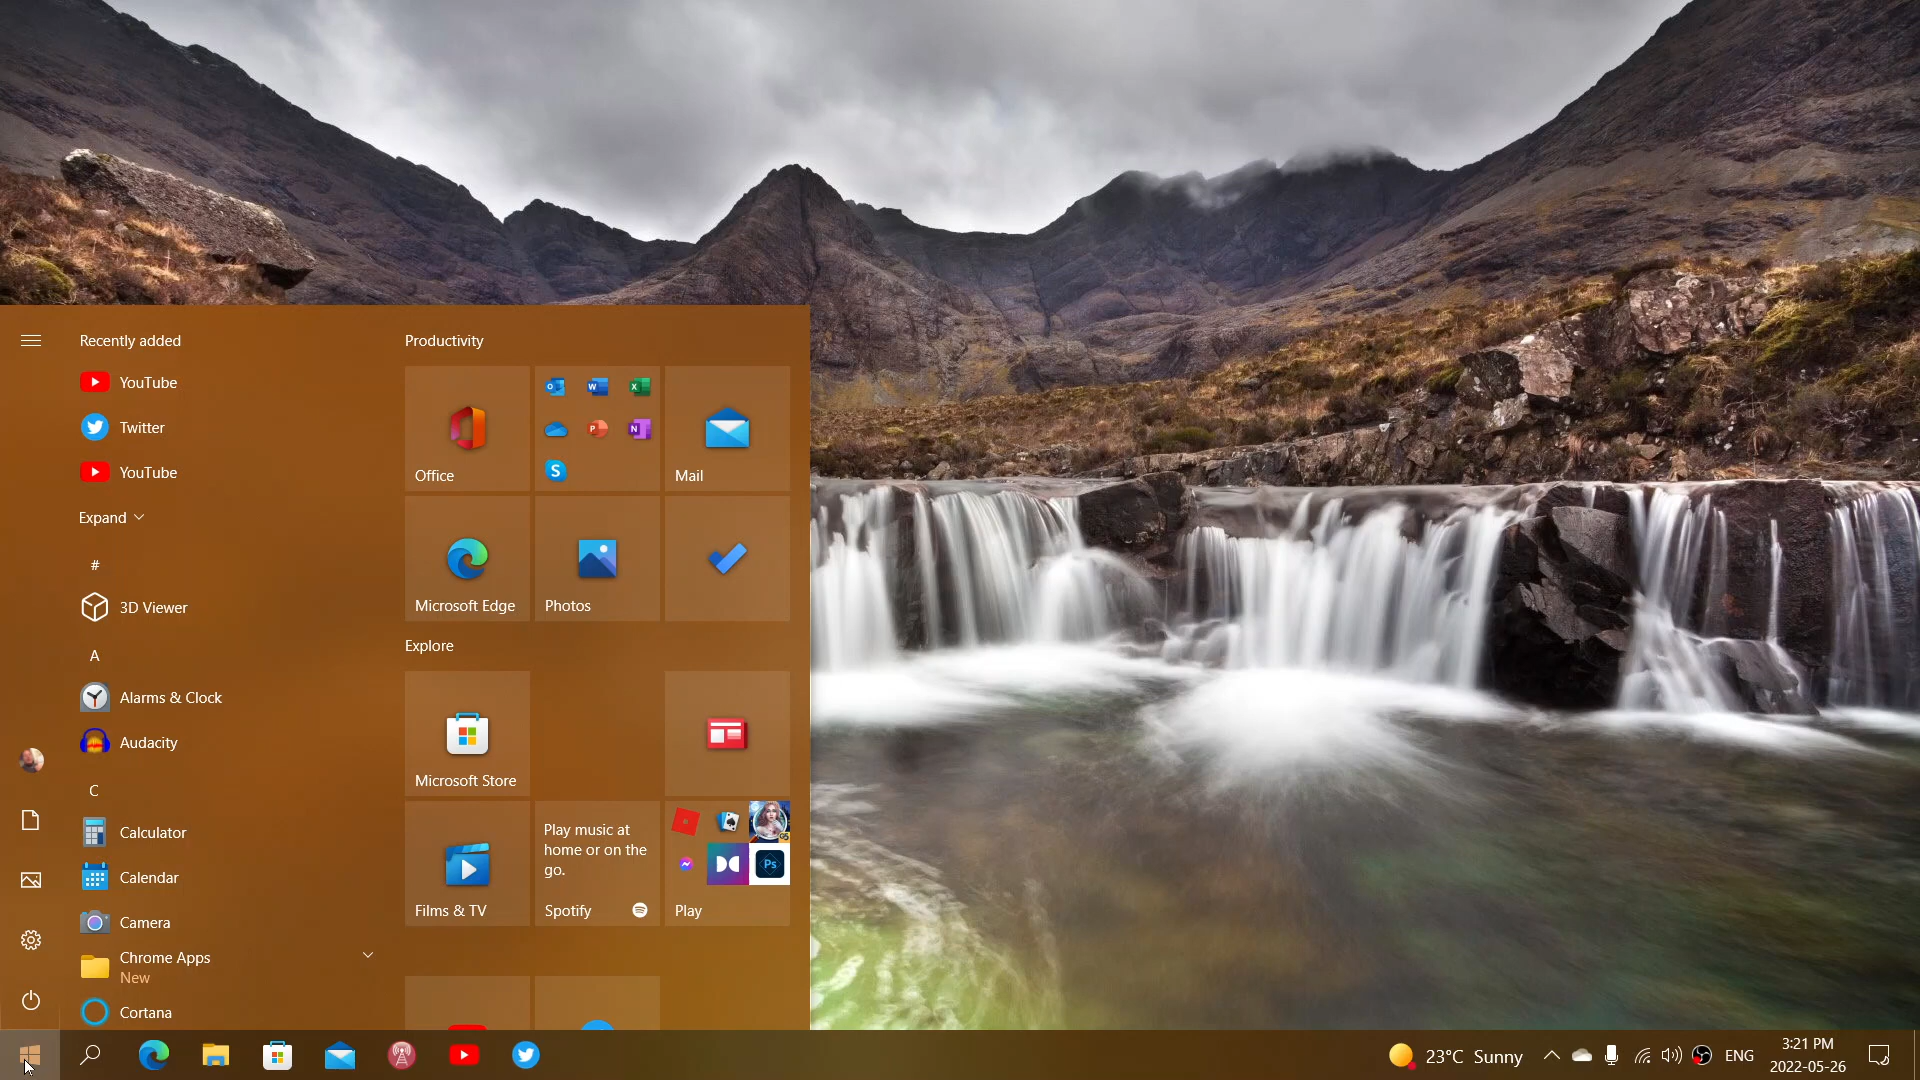 Recently added
YouTube
Twitter
YouTube
Expand
#
3D Viewer
A
Alarms & Clock
Audacity
C
Calculator
Calendar
Camera
Chrome Apps
New
Cortana
Productivity
Office
Mail
Microsoft Edge
Photos
Explore
Microsoft Store
Films & TV
Play music at
home or on the
go.
Spotify
Ps
Play
23°C Sunny
ENG
3:21 PM
2022-05-26